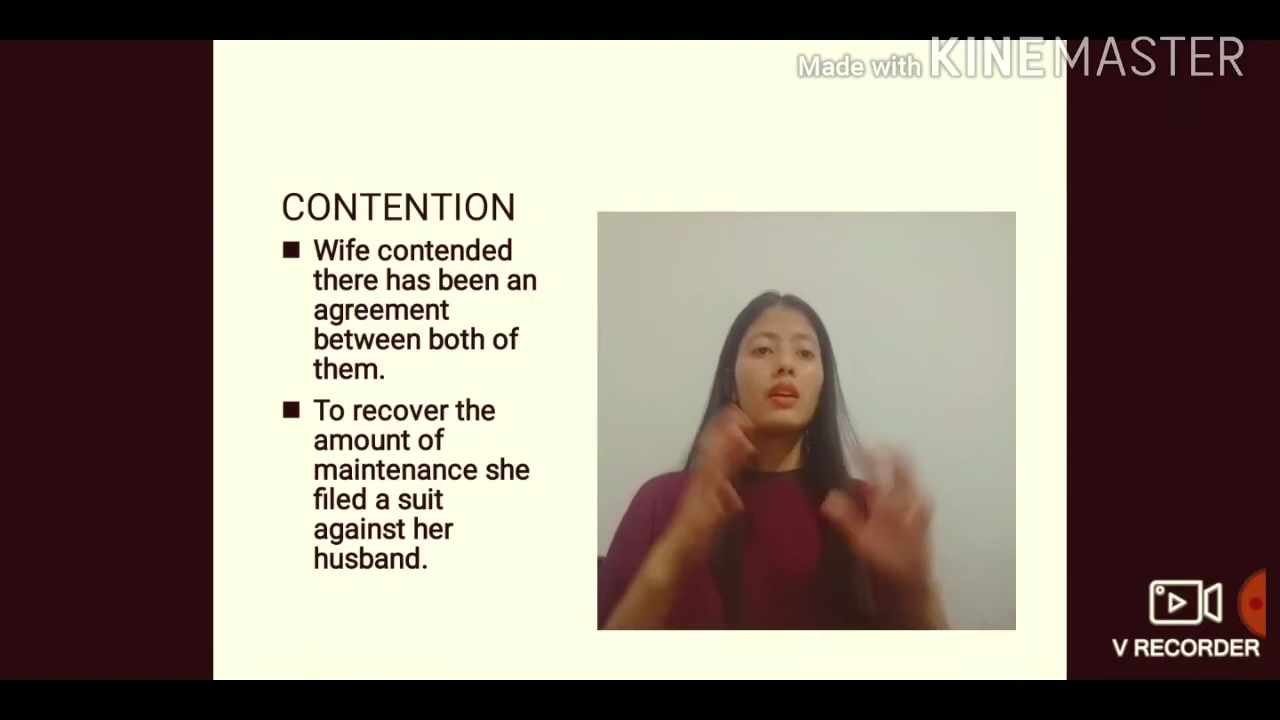 Made with KINEMASTER
CONTENTION
■ Wife contended
there has been an
agreement
between both of
them.
■ To recover the
amount of
maintenance she
filed a suit
against her
husband.
V RECORDER